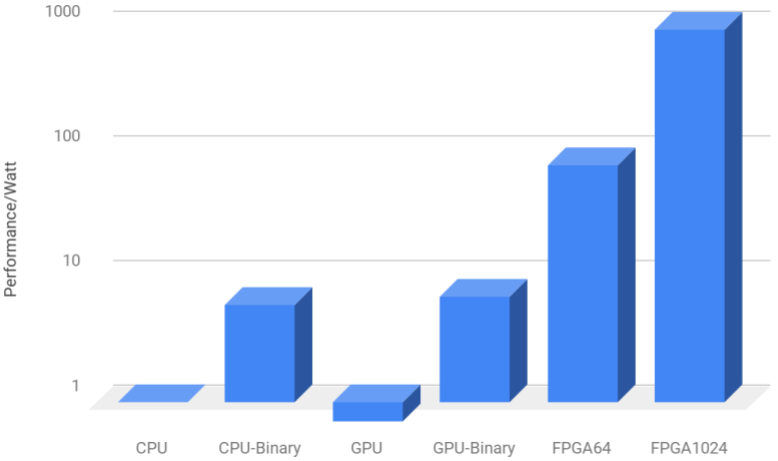 Performance/Watt
1000
100
10
1
CPU
CPU-Binary
GPU
GPU-Binary
FPGA64
FPGA1024